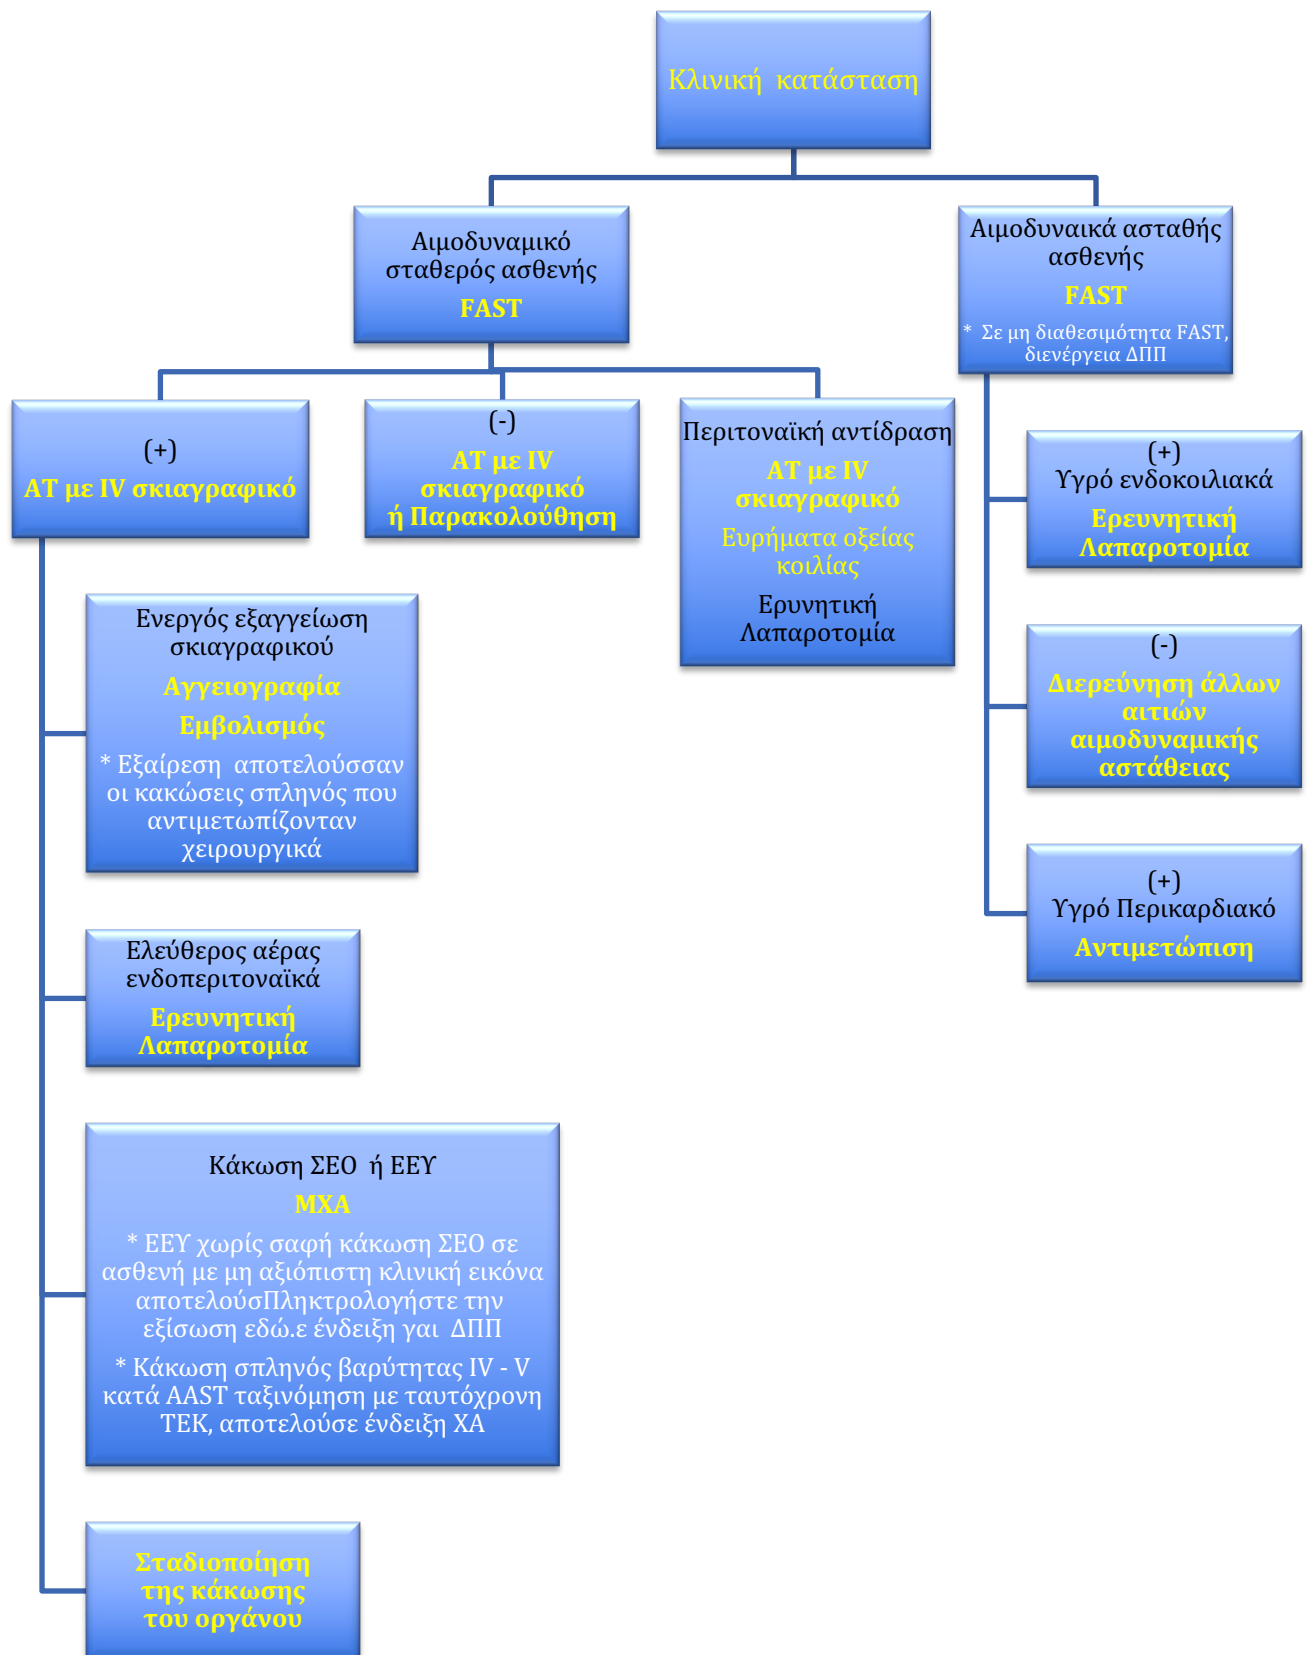 Κλινική κατάσταση
Αιμοδυναμικό
σταθερός ασθενής
FAST
Αιμοδυναικά ασταθής
ασθενής
FAST
* Σε μη διαθεσιμότητα FAST,
διενέργεια ΔΠΠ
(+)
ΑΤ με IV σκιαγραφικό
(-)
ΑΤ με IV
σκιαγραφικό
ή Παρακολούθηση
Περιτοναϊκή αντίδραση
ΑΤ με IV
σκιαγραφικό
Ευρήματα οξείας
κοιλίας
Ερυνητική
Λαπαροτομία
(+)
Υγρό ενδοκοιλιακά
Ερευνητική
Λαπαροτομία
(-)
Διερεύνηση άλλων
αιτιών
αιμοδυναμικής
αστάθειας
(+)
Υγρό Περικαρδιακό
Αντιμετώπιση
Ενεργός εξαγγείωση
σκιαγραφικού
Αγγειογραφία
Εμβολισμός
* Εξαίρεση αποτελούσσαν
οι κακώσεις σπληνός που
αντιμετωπίζονταν
χειρουργικά
Ελεύθερος αέρας
ενδοπεριτοναϊκά
Ερευνητική
Λαπαροτομία
Κάκωση ΣΕΟ ή ΕΕΥ
ΜΧΑ
* ΕΕΥ χωρίς σαφή κάκωση ΣΕΟ σε
ασθενή με μη αξιόπιστη κλινική εικόνα
αποτελούσΠληκτρολογήστε την
εξίσωση εδώ.ε ένδειξη γαι ΔΠΠ
* Κάκωση σπληνός βαρύτητας IV - V
κατά AAST ταξινόμηση με ταυτόχρονη
ΤΕΚ, αποτελούσε ένδειξη ΧΑ
Σταδιοποίηση
της κάκωσης
του οργάνου